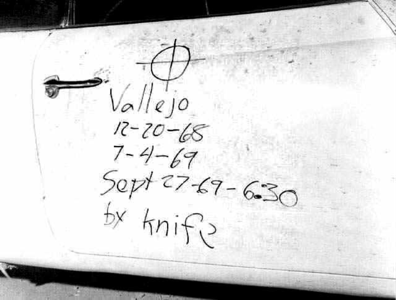 Vallejo
12-20-68
7-4-69
Sept 27-69-6:30
by knife